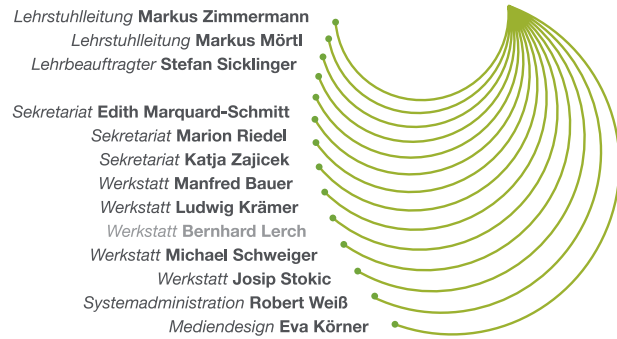 Lehrstuhlleitung Markus Zimmermann
Lehrstuhlleitung Markus Mörtl
Lehrbeauftragter Stefan Sicklinger
Sekretariat Edith Marquard-Schmitt
Sekretariat Marion Riedel
Sekretariat Katja Zajicek
Werkstatt Manfred Bauer
Werkstatt Ludwig Krämer
Werkstatt Bernhard Lerch
Werkstatt Michael Schweiger
Werkstatt Josip Stokic
Systemadministration Robert Weiß
Mediendesign Eva Körner